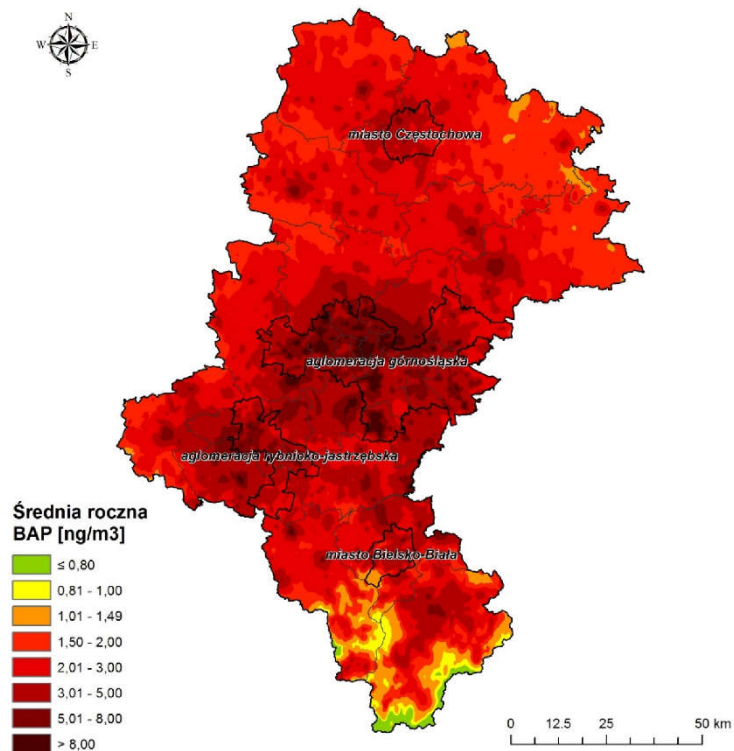 N
W E
S
miasto Częstochowa
aglomeracja górnośląska
aglomeracja rybnicko-jastrzębska
miasto Bielsko-Biała
Średnia roczna
BAP [ng/m3]
≤ 0,80
0,81 - 1,00
1,01 - 1,49
1,50 - 2,00
2,01 - 3,00
3,01 - 5,00
5,01 - 8,00
> 8,00
0 12.5 25 50 km